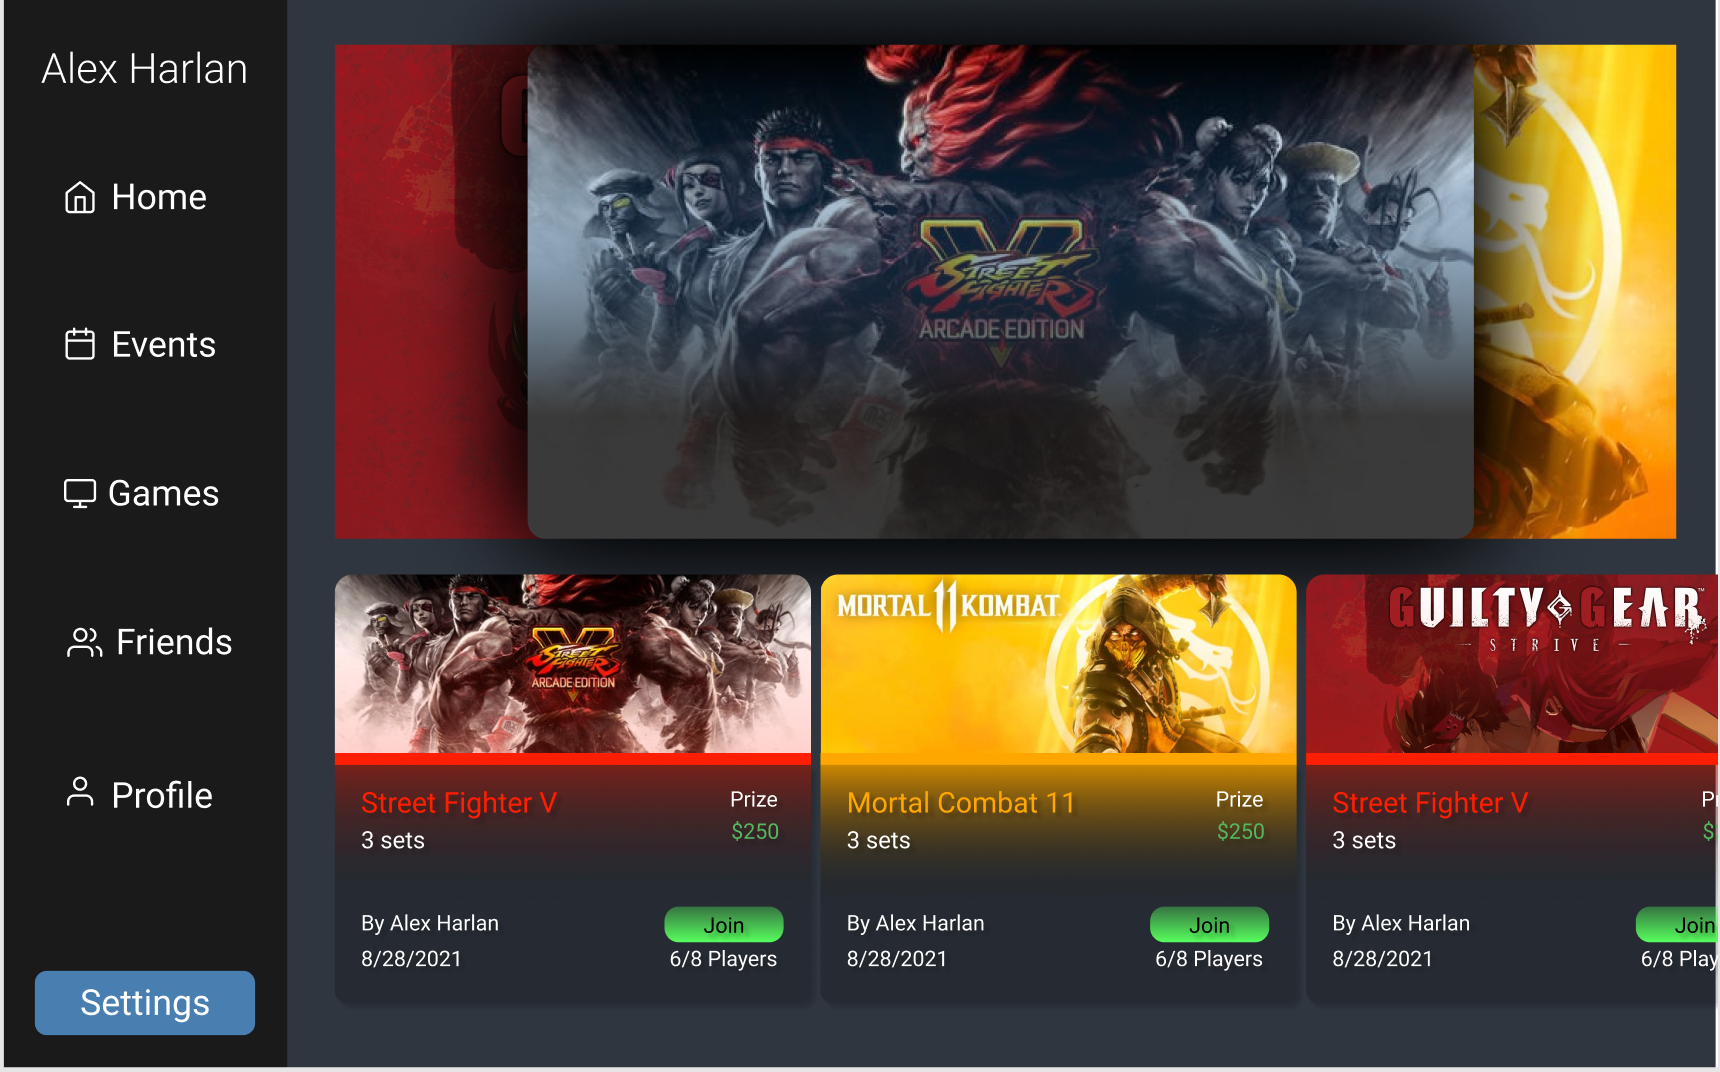 Alex Harlan
Home
Events
Games
Friends
Profile
Settings
V
STREET
FIGHTER
ARCADE EDITION
STREET
FIGHTER
ARCADE EDITION
Street Fighter V
3 sets
Prize
$250
By Alex Harlan
8/28/2021
Join
6/8 Players
MORTAL 11 KOMBAT
Mortal Combat 11
3 sets
Prize
$250
By Alex Harlan
8/28/2021
Join
6/8 Players
GUILTY GEAR
STRIVE
Street Fighter V
3 sets
P
$
By Alex Harlan
8/28/2021
Join
6/8 Play